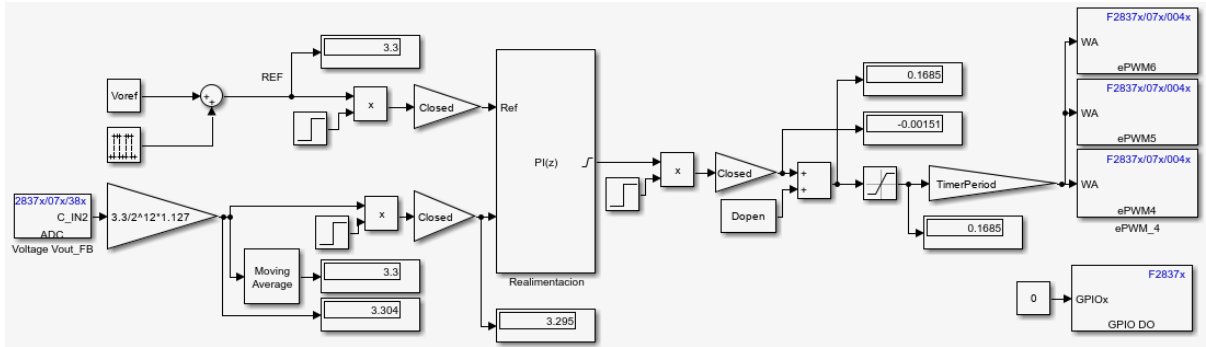 F2837x/07x/004x
WA
ePWM6
3.3
REF
0.1685
Voref
x
Closed
Ref
F2837x/07x/004x
WA
ePWM5
-0.00151
PI(z)
x
Closed
F2837x/07x/004x
WA
ePWM4
ePWM_4
TimerPeriod
2837x/07x/38x
C_IN2
ADC
Voltage Vout_FB
3.3/2^12*1.127
x
Closed
Dopen
0.1685
Moving
Average
3.3
Realimentacion
3.304
3.295
0
F2837x
GPIOx
GPIO DO